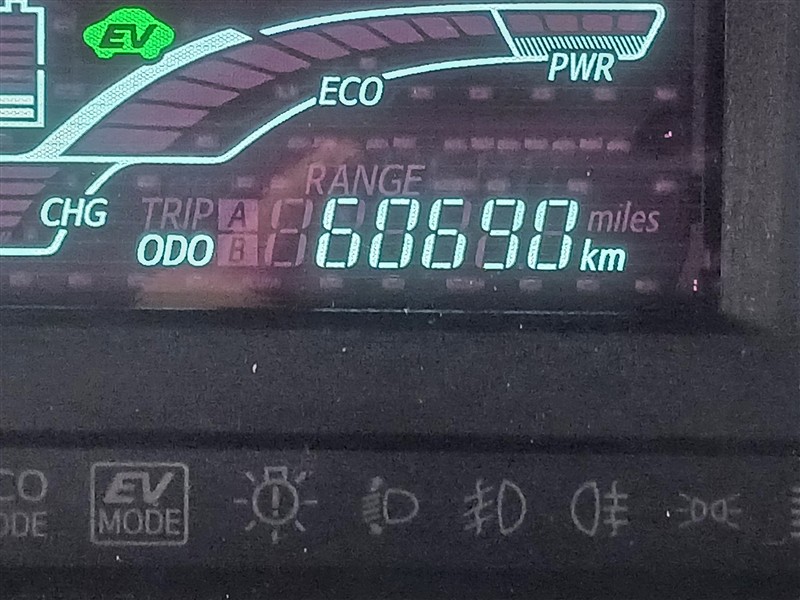 EV
PWR
ECO
RANGE
CHG
TRIP A
60690 miles
ODO B
km
ECO
MODE
EV
MODE